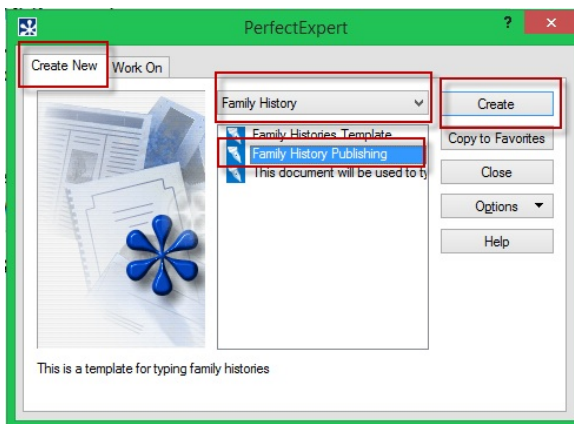 PerfectExpert
? ×
Create New Work On
Family History
Create
Family Histories Template
Copy to Favorites
Family History Publishing
This document will be used to ty
Close
Options
Help
This is a template for typing family histories